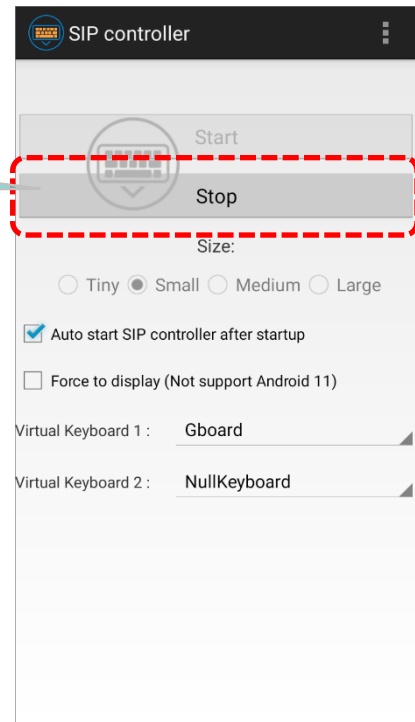 SIP controller
Start
Stop
Size:
Tiny Small Medium Large
Auto start SIP controller after startup
Force to display (Not support Android 11)
Virtual Keyboard 1 : Gboard
Virtual Keyboard 2 : NullKeyboard